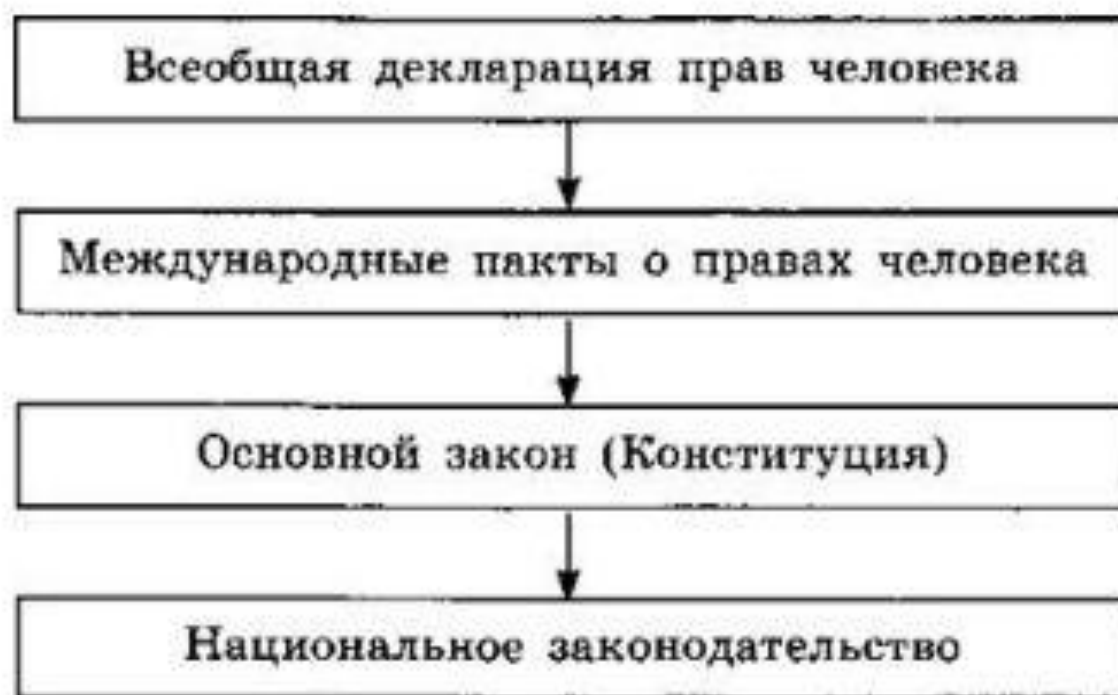 Всеобщая декларация прав человека
Международные пакты о правах человека
Основной закон (Конституция)
Национальное законодательство